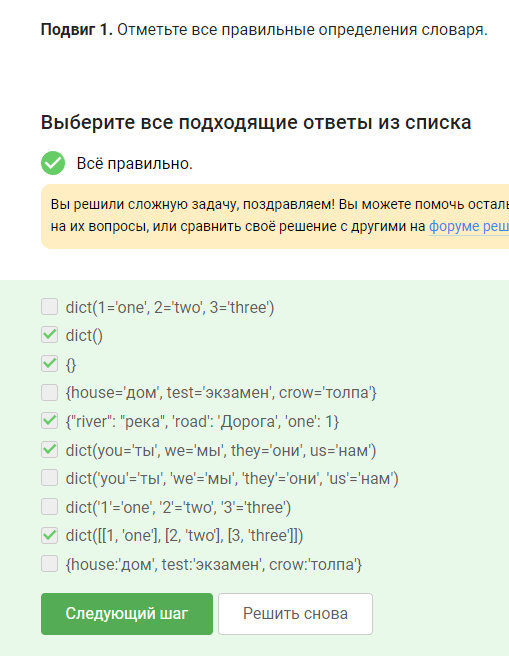 Подвиг 1. Отметьте все правильные определения словаря.
Выберите все подходящие ответы из списка
Всё правильно.
Вы решили сложную задачу, поздравляем! Вы можете помочь
на их вопросы, или сравнить своё решение с другими на форуме
dict(1='one', 2='two', 3='three')
dict()
{}
{house='дом', test='экзамен', crow='толпа'}
{"river": "река", 'road': 'Дорога', 'one': 1}
dict(you='ты', we='мы', they='они', us='нам')
dict('you'='ты', 'we'='мы', 'they'='они', 'us'='нам')
dict('1'='one', '2'='two', '3'='three')
dict([[1, 'one'], [2, 'two'], [3, 'three']])
{house:'дом', test:'экзамен', crow:'толпа'}
Следующий шаг
Решить снова